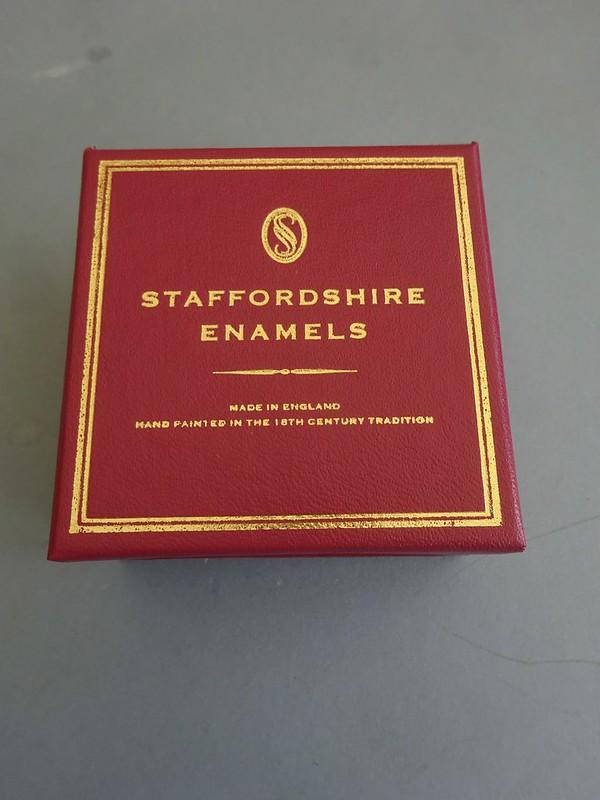 S
STAFFORDSHIRE
ENAMELS
MADE IN ENGLAND
HAND PAINTED IN THE 18TH CENTURY TRADITION